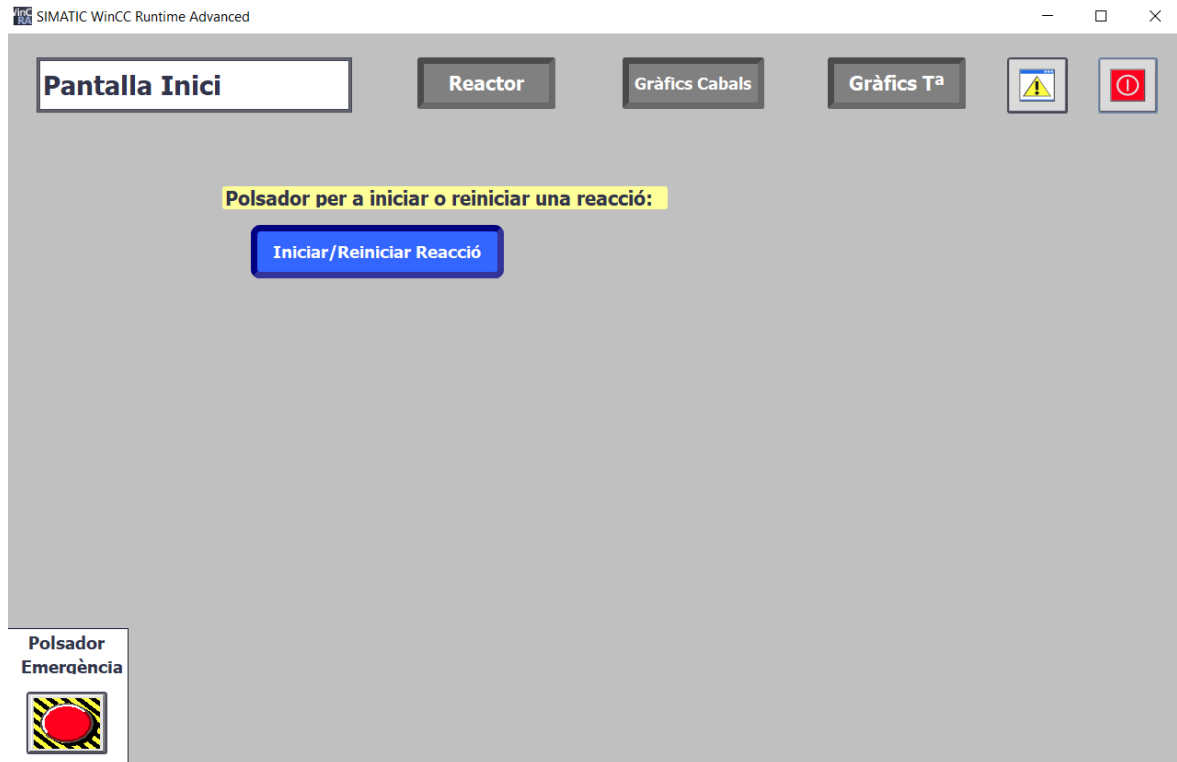 SIMATIC WinCC Runtime Advanced
Pantalla Inici
Reactor
Gràfics Cabals
Gràfics Tª
Polsador per a iniciar o reiniciar una reacció:
Iniciar/Reiniciar Reacció
Polsador
Emergència